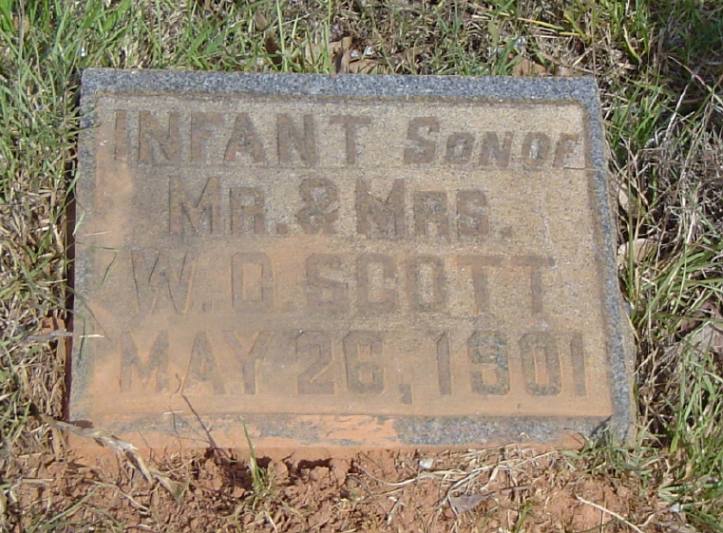 INFANT SON OF
MR. & MRS.
W. O. SCOTT
MAY 26, 1901